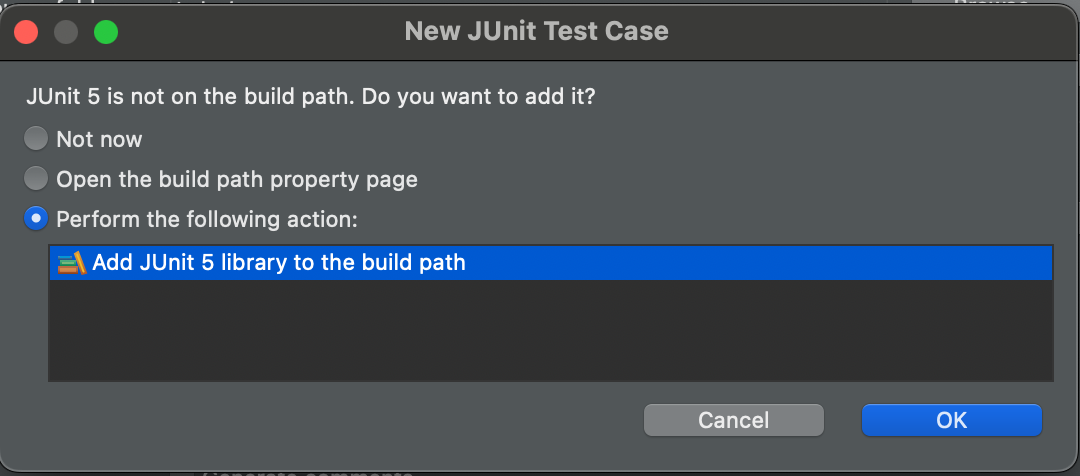 New JUnit Test Case
JUnit 5 is not on the build path. Do you want to add it?
Not now
Open the build path property page
Perform the following action:
Add JUnit 5 library to the build path
Cancel
OK